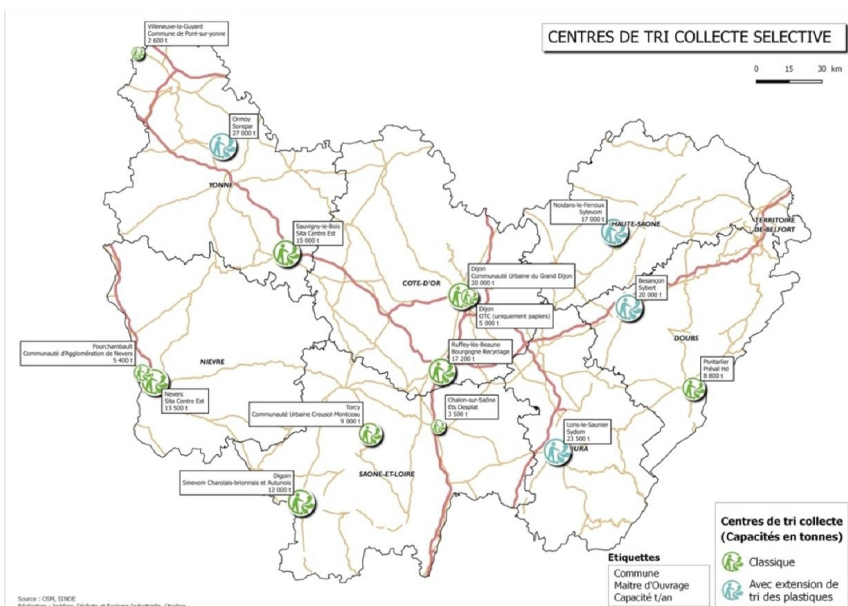 CENTRES DE TRI COLLECTE SELECTIVE
0 15 30 km
Villeneuve-la-Guyard
Commune de Pont-sur-yonne
2 600 t
Ormoy
Sorepar
27 000 t
YONNE
Sauvigny-le-Bois
Sita Centre Est
15 000 t
Noidans-le-Ferroux
Sytevom
17 000 t
HAUTE-SAONE
TERRITOIRE
DE-BELFORT
COTE-D'OR
Dijon
Communauté Urbaine du Grand Dijon
20 000 t
Dijon
OTC (uniquement papiers)
5 000 t
Besançon
Sybert
20 000 t
DOUBS
Ruffey-lès-Beaune
Bourgogne Recyclage
17 200 t
Fourchambault
Communauté d'Agglomération de Nevers
5 400 t
NIEVRE
Nevers
Sita Centre Est
13 500 t
Pontarlier
Préval Hd
8 800 t
Torcy
Communauté Urbaine Creusot-Montceau
9 000 t
Chalon-sur-Saône
Ets Desplat
3 500 t
Lons-le-Saunier
Sydom
23 500 t
JURA
SAONE-ET-LOIRE
Digoin
Smevom Charolais-brionnais et Autunois
12 000 t
Etiquettes
Commune
Maitre d'Ouvrage
Capacité t/an
Centres de tri collecte
(Capacités en tonnes)
Classique
Avec extension de
tri des plastiques
Source : OSM, SINOE